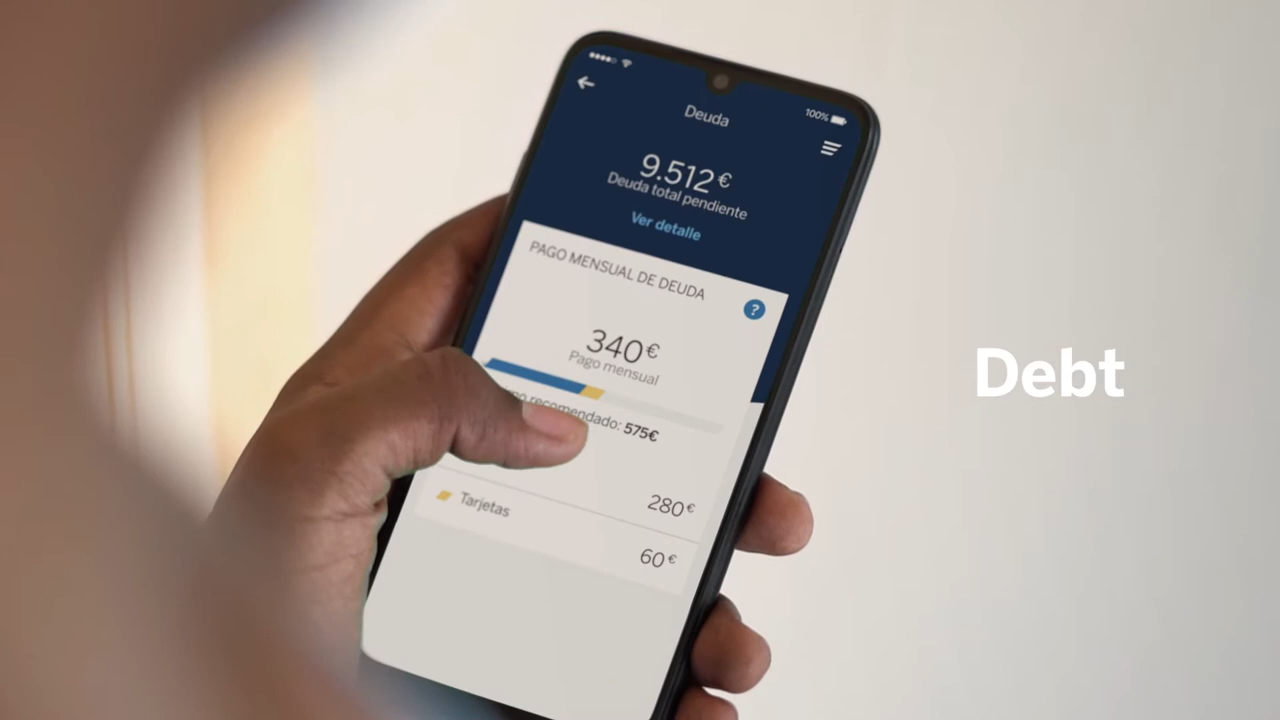 100%
Deuda
9.512€
Deuda total pendiente
Ver detalle
PAGO MENSUAL DE DEUDA
?
340€
Pago mensual
recomendado: 575€
280€
Tarjetas
60€
Debt